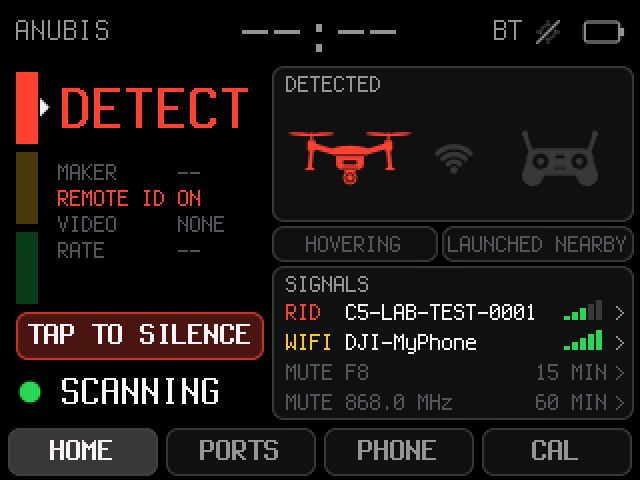 ANUBIS
--:--
BT
DETECT
MAKER --
REMOTE ID ON
VIDEO NONE
RATE --
TAP TO SILENCE
SCANNING
DETECTED
HOVERING
LAUNCHED NEARBY
SIGNALS
RID C5-LAB-TEST-0001 >
WIFI DJI-MyPhone >
MUTE F8 15 MIN >
MUTE 868.0 MHz 60 MIN >
HOME
PORTS
PHONE
CAL